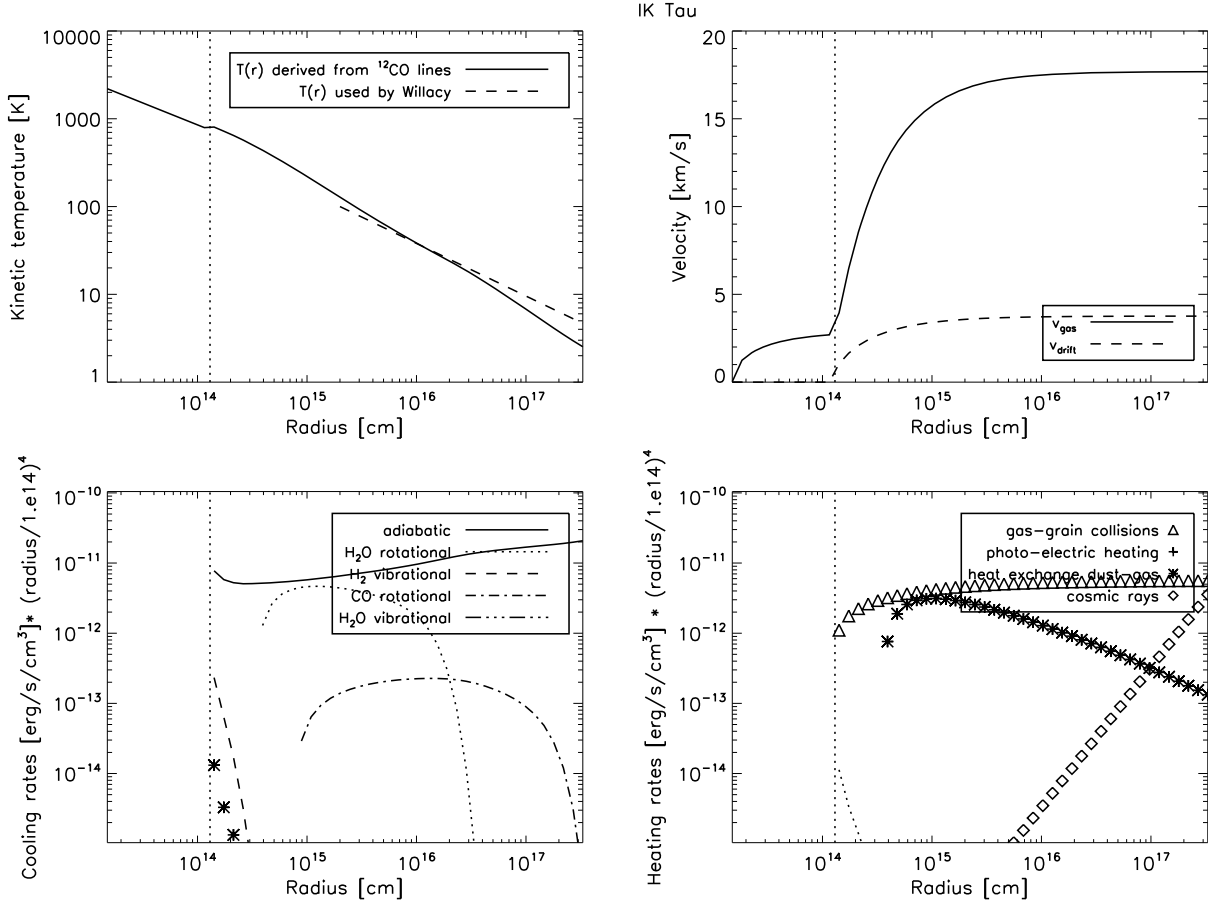 IK Tau
10000
1000
100
10
1
Kinetic temperature [K]
T(r) derived from ¹²CO lines
T(r) used by Willacy
10¹⁴ 10¹⁵ 10¹⁶ 10¹⁷
Radius [cm]
20
15
10
5
0
Velocity [km/s]
v_gas
v_drift
10¹⁴ 10¹⁵ 10¹⁶ 10¹⁷
Radius [cm]
10⁻¹⁰
10⁻¹¹
10⁻¹²
10⁻¹³
10⁻¹⁴
Cooling rates [erg/s/cm³]* (radius/1.e14)⁴
adiabatic
H₂O rotational
H₂ vibrational
CO rotational
H₂O vibrational
10¹⁴ 10¹⁵ 10¹⁶ 10¹⁷
Radius [cm]
10⁻¹⁰
10⁻¹¹
10⁻¹²
10⁻¹³
10⁻¹⁴
Heating rates [erg/s/cm³]* (radius/1.e14)⁴
gas-grain collisions
photo-electric heating
heat exchange dust-gas
cosmic rays
10¹⁴ 10¹⁵ 10¹⁶ 10¹⁷
Radius [cm]